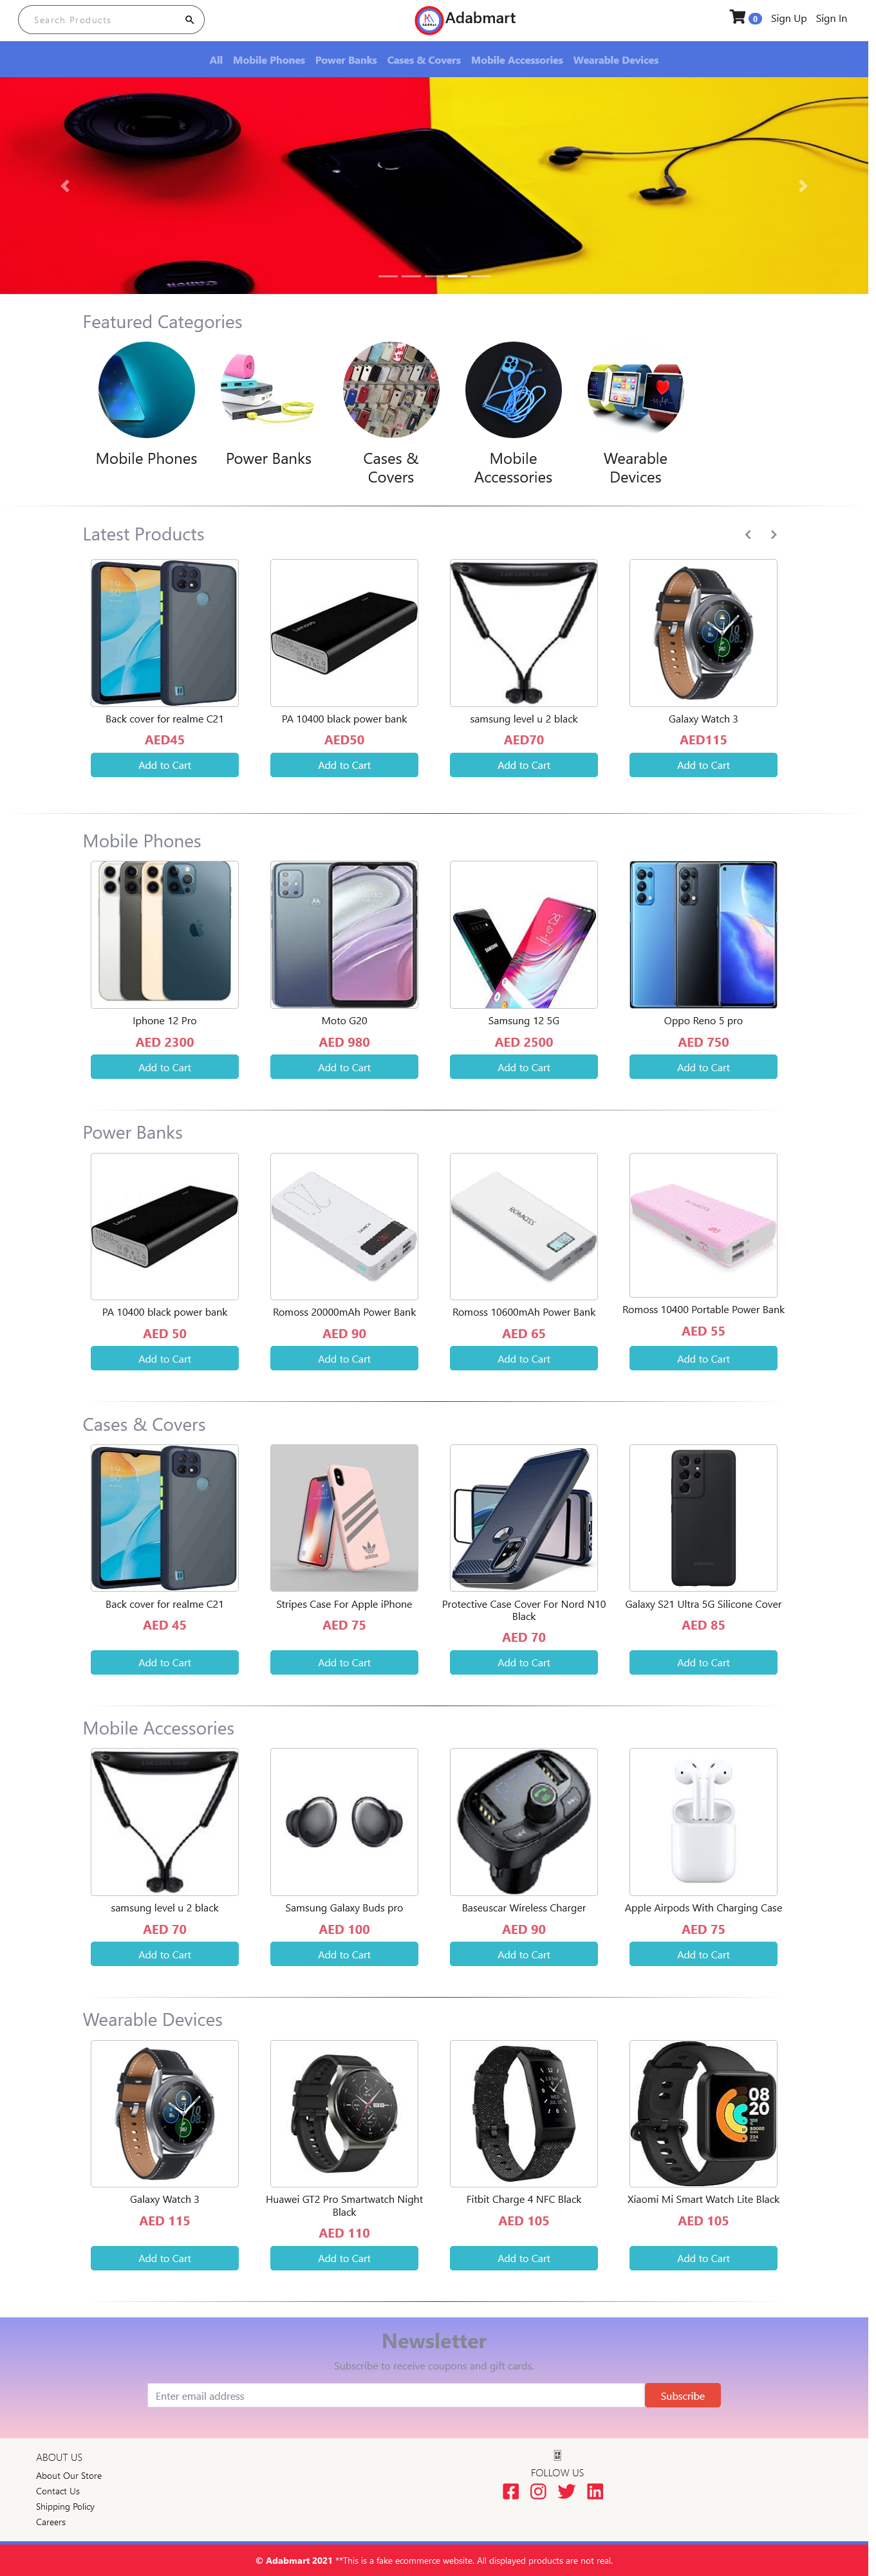 Search Products
Adabmart
0 Sign Up Sign In
All Mobile Phones Power Banks Cases & Covers Mobile Accessories Wearable Devices
Canon
Featured Categories
Mobile Phones
Power Banks
Cases &
Covers
Mobile
Accessories
Wearable
Devices
Latest Products
Lenovo
Back cover for realme C21
AED45
Add to Cart
PA 10400 black power bank
AED50
Add to Cart
samsung level u 2 black
AED70
Add to Cart
Galaxy Watch 3
AED115
Add to Cart
Mobile Phones
Iphone 12 Pro
AED 2300
Add to Cart
Moto G20
AED 980
Add to Cart
Samsung 12 5G
AED 2500
Add to Cart
Oppo Reno 5 pro
AED 750
Add to Cart
Power Banks
Lenovo
ROMOSS
PA 10400 black power bank
AED 50
Add to Cart
Romoss 20000mAh Power Bank
AED 90
Add to Cart
Romoss 10600mAh Power Bank
AED 65
Add to Cart
Romoss 10400 Portable Power Bank
AED 55
Add to Cart
Cases & Covers
adidas
Back cover for realme C21
AED 45
Add to Cart
Stripes Case For Apple iPhone
AED 75
Add to Cart
Protective Case Cover For Nord N10
Black
AED 70
Add to Cart
Galaxy S21 Ultra 5G Silicone Cover
AED 85
Add to Cart
Mobile Accessories
samsung level u 2 black
AED 70
Add to Cart
Samsung Galaxy Buds pro
AED 100
Add to Cart
Baseuscar Wireless Charger
AED 90
Add to Cart
Apple Airpods With Charging Case
AED 75
Add to Cart
Wearable Devices
08
20
Galaxy Watch 3
AED 115
Add to Cart
Huawei GT2 Pro Smartwatch Night
Black
AED 110
Add to Cart
Fitbit Charge 4 NFC Black
AED 105
Add to Cart
Xiaomi Mi Smart Watch Lite Black
AED 105
Add to Cart
Newsletter
Subscribe to receive coupons and gift cards.
Enter email address
Subscribe
ABOUT US
About Our Store
Contact Us
Shipping Policy
Careers
FOLLOW US
© Adabmart 2021 **This is a fake ecommerce website. All displayed products are not real.